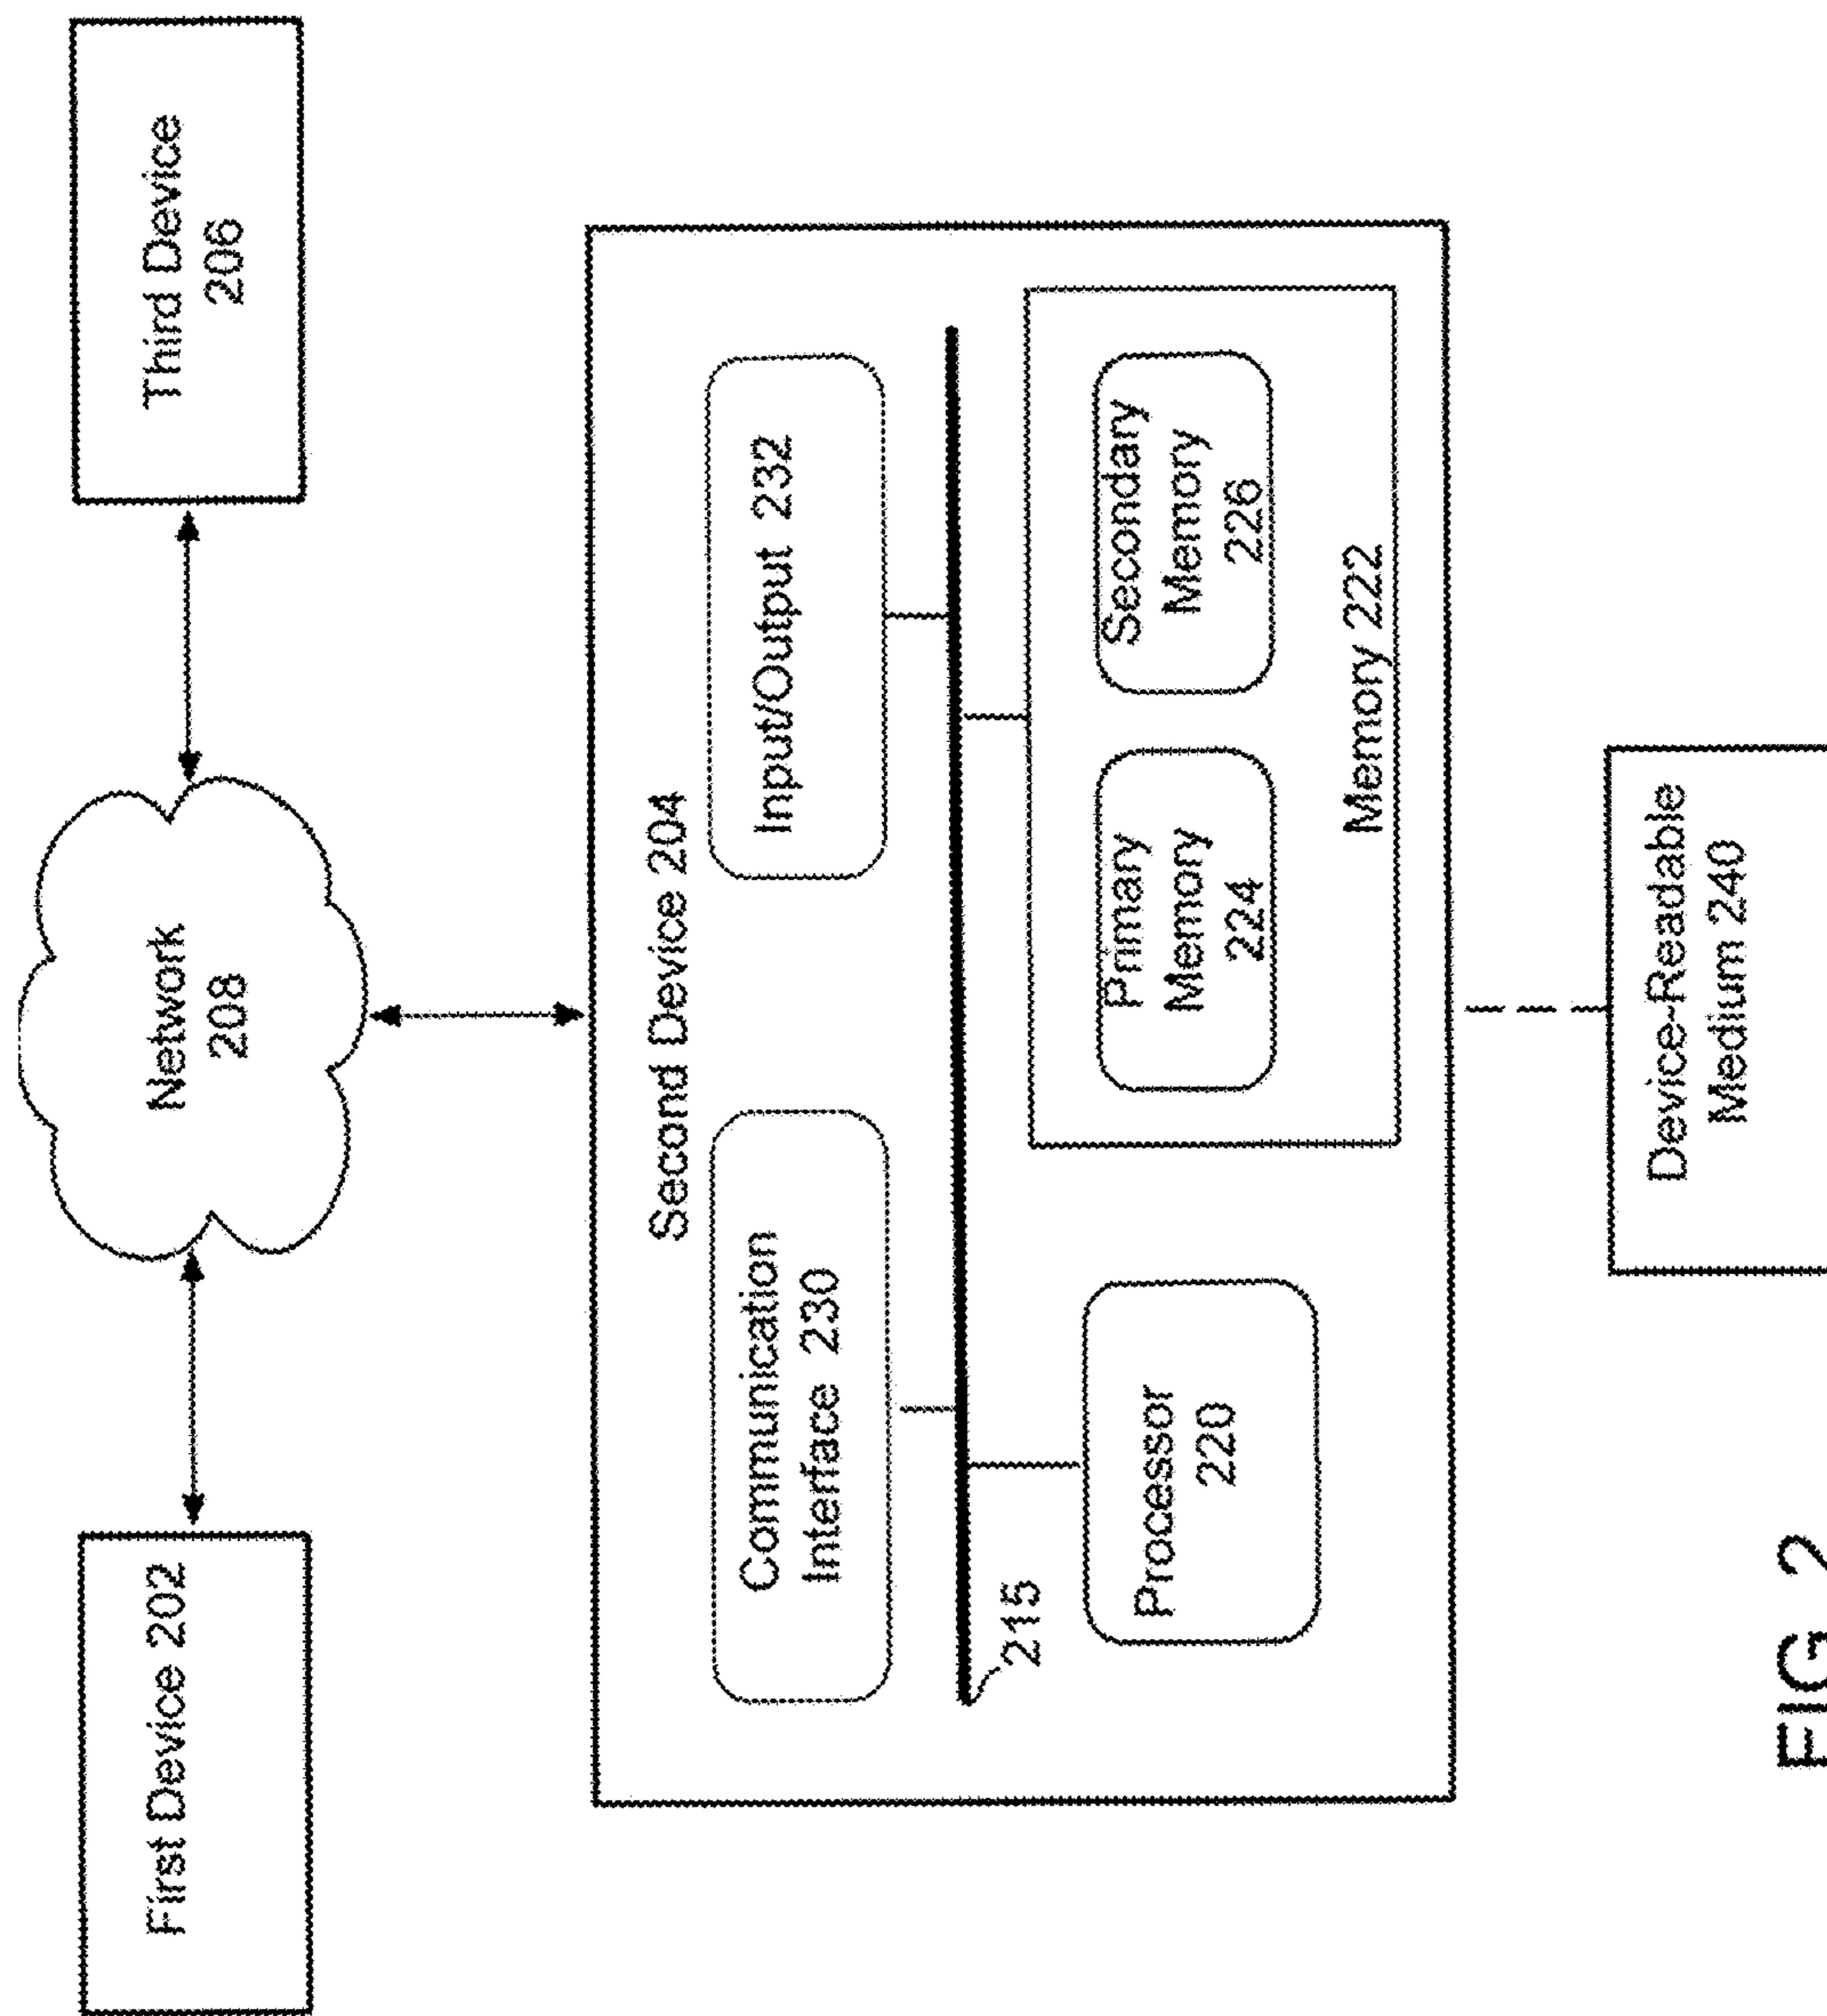 First Device 202
Network
208
Third Device
206
Second Device 204
Communication
Interface 230
Input/Output 232
215
Processor
220
Primary
Memory
224
Secondary
Memory
226
Memory 222
Device-Readable
Medium 240
FIG 2